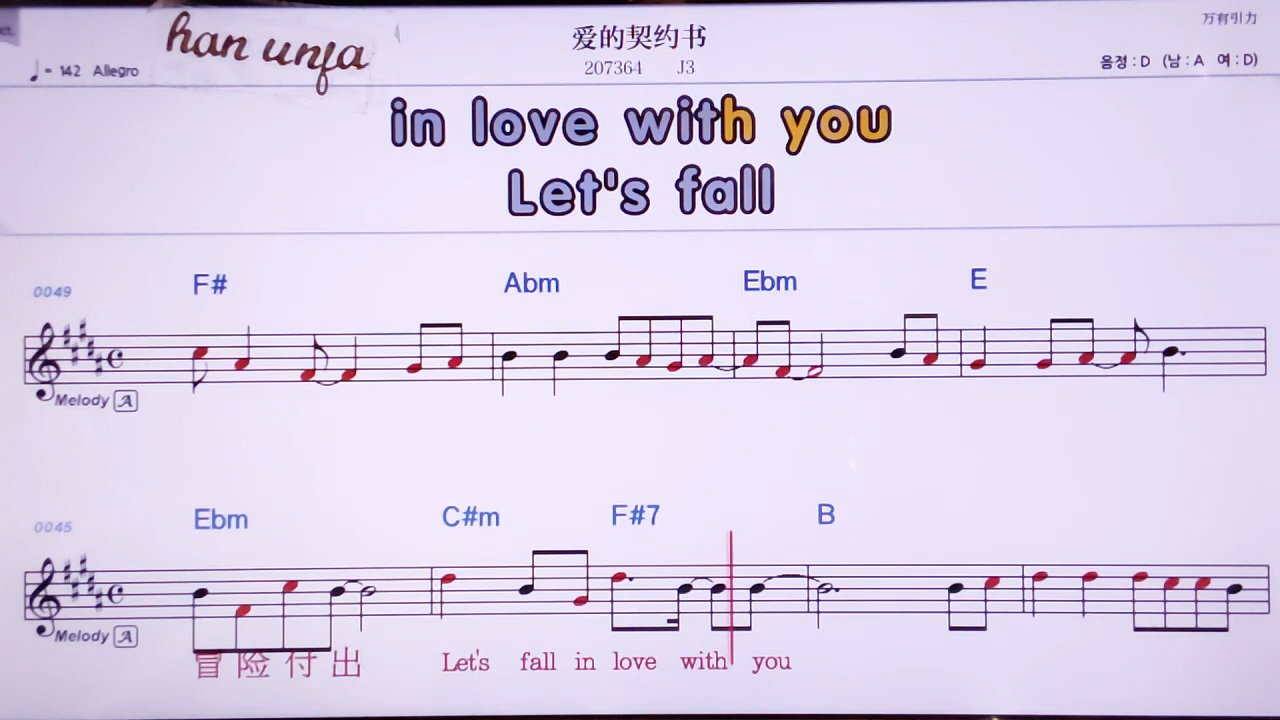 han unfa
爱的契约书
万有引力
♩= 142 Allegro
207364 J3
음정 : D (남 : A 여 : D)
in love with you
Let's fall
0049
F# Abm Ebm E
Melody A
0045
Ebm C#m F#7 B
Melody A
冒险付出 Let's fall in love with you